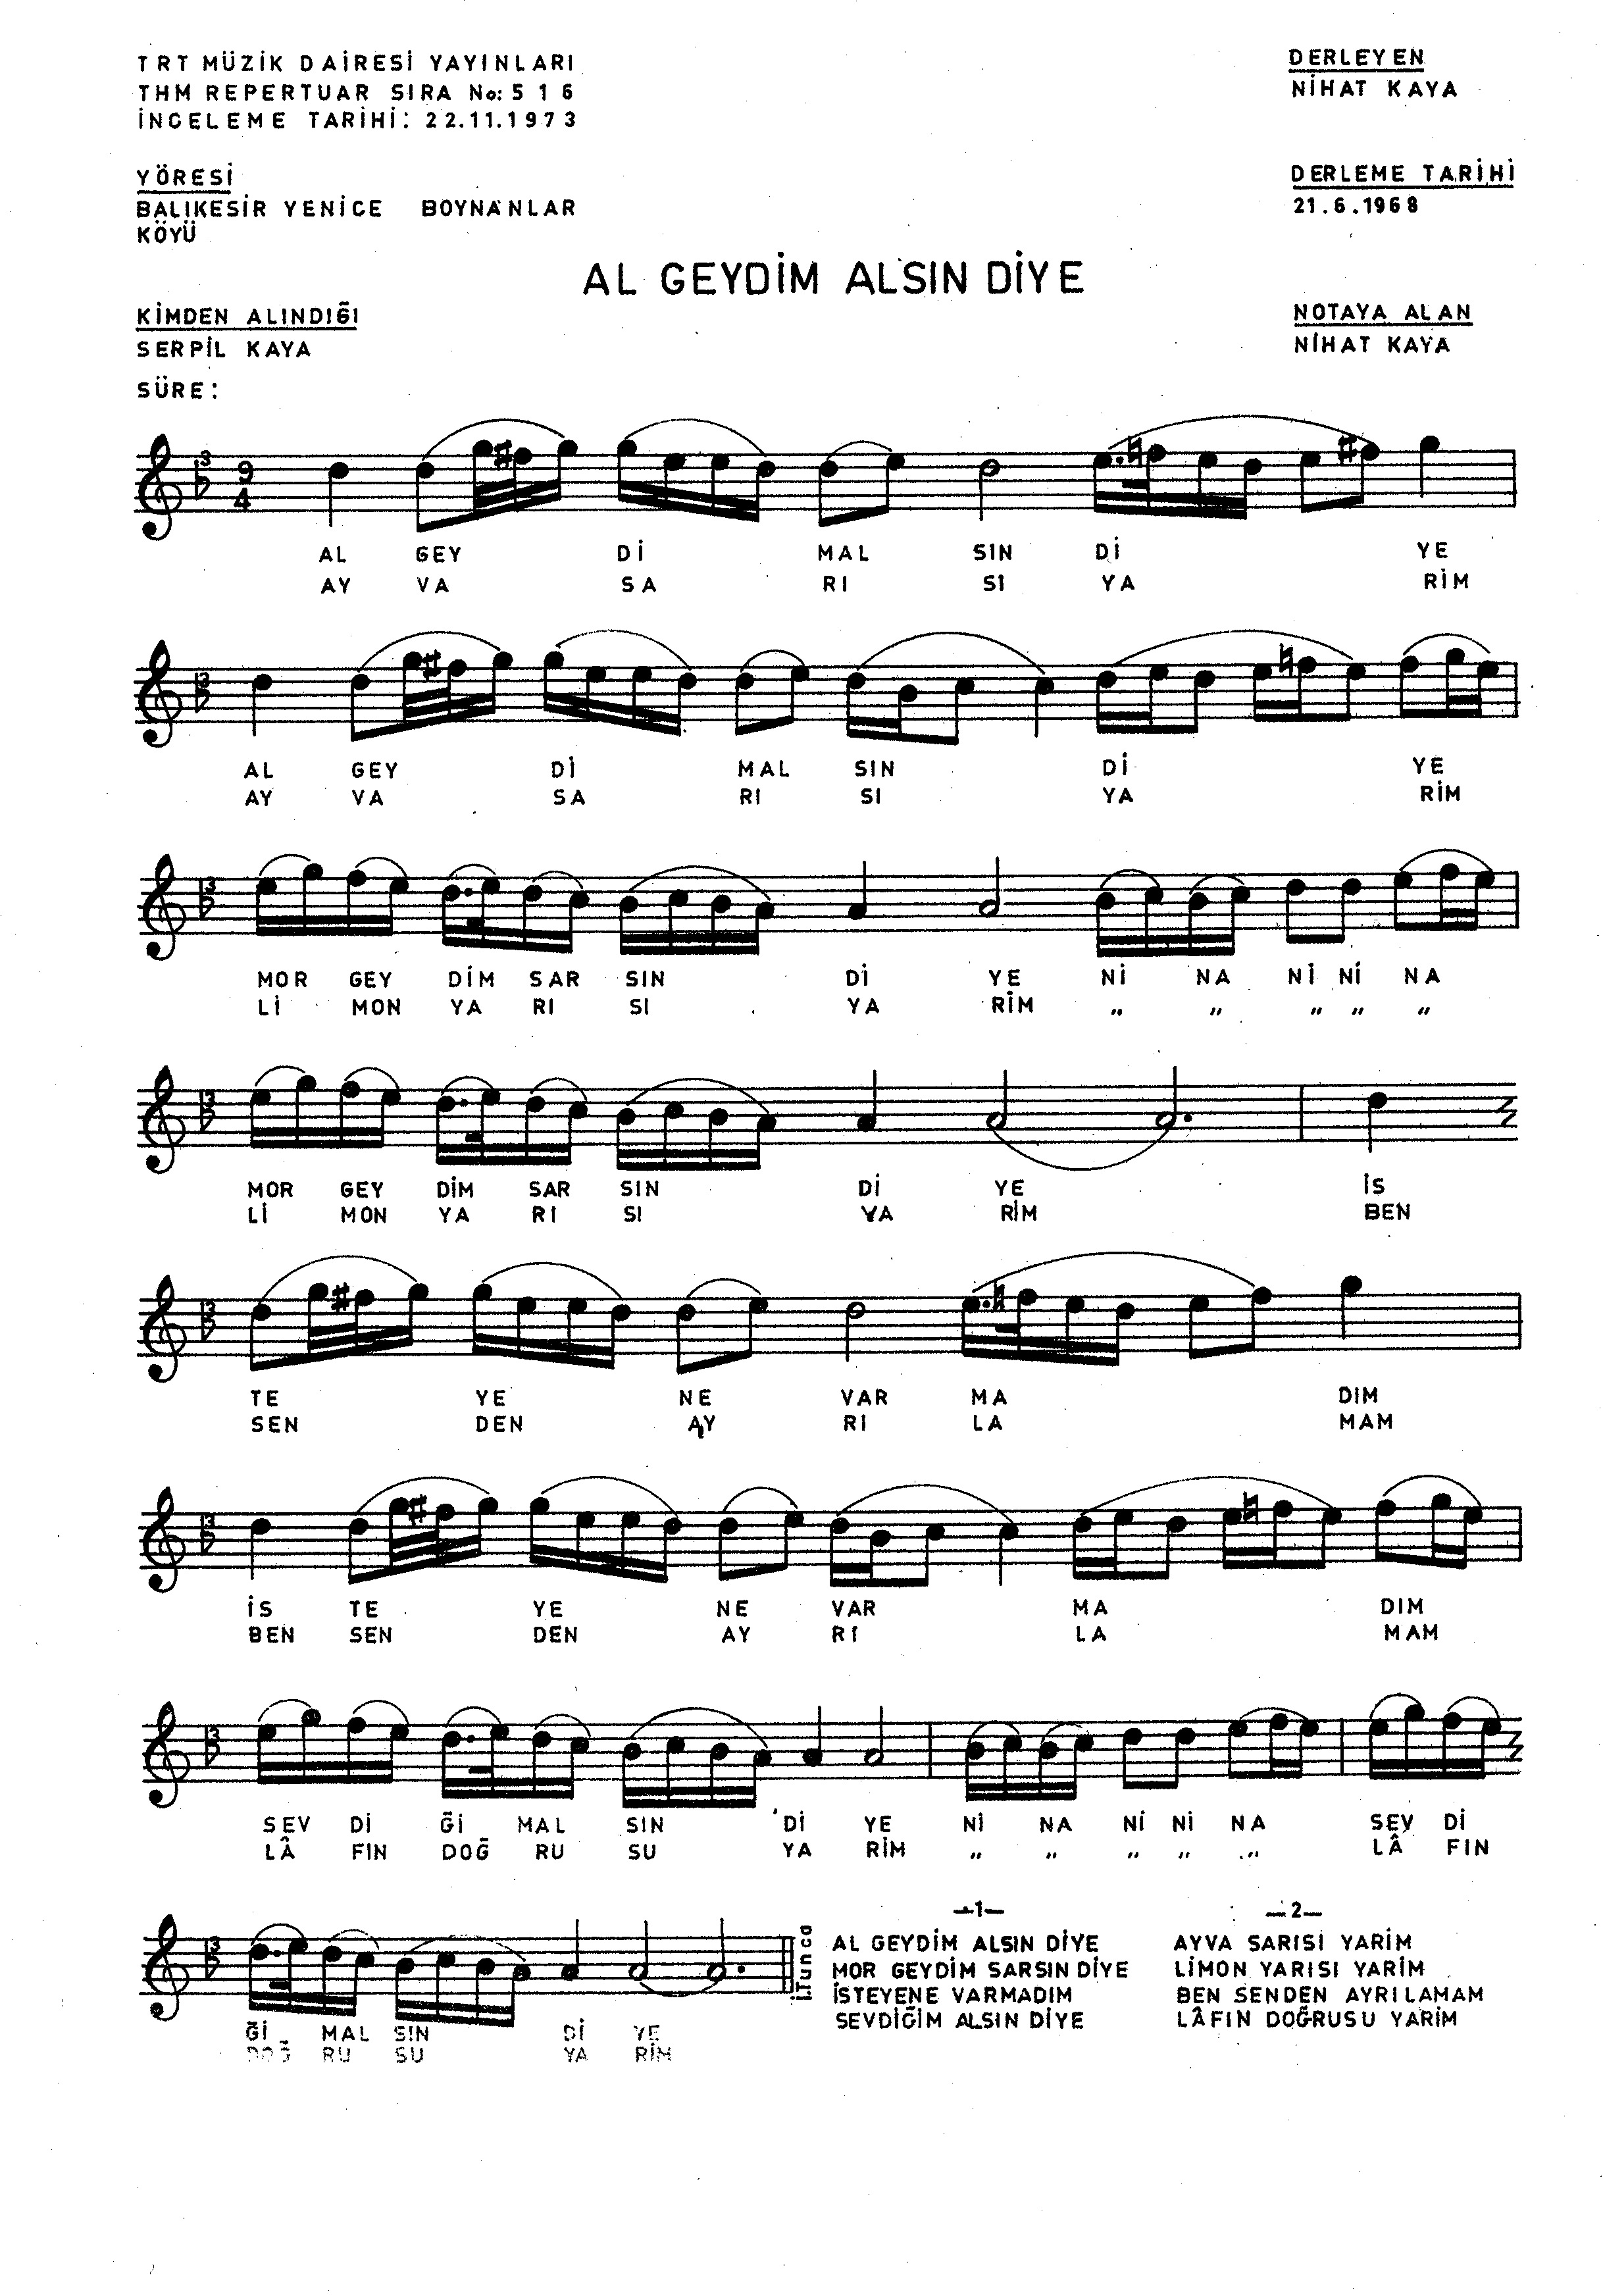 TRT MÜZİK DAİRESİ YAYINLARI
THM REPERTUAR SIRA No: 516
İNCELEME TARİHİ: 22.11.1973
DERLEYEN
NİHAT KAYA
YÖRESİ
BALIKESİR YENİCE BOYNANLAR
KÖYÜ
DERLEME TARİHİ
21.6.1968
AL GEYDİM ALSIN DİYE
KİMDEN ALINDIĞI
SERPİL KAYA
NOTAYA ALAN
NİHAT KAYA
SÜRE:
3 9 4
AL GEY Dİ MAL SIN Dİ YE
AY VA SA RI SI YA RİM
3
AL GEY Dİ MAL SIN Dİ YE
AY VA SA RI SI YA RİM
3
MOR GEY DİM SAR SIN Dİ YE Nİ NA Nİ Nİ NA
Lİ MON YA RI SI YA RİM " " " " "
3
MOR GEY DİM SAR SIN Dİ YE İS
Lİ MON YA RI SI YA RİM BEN
3
TE YE NE VAR MA DIM
SEN DEN AY RI LA MAM
3
İS TE YE NE VAR MA DIM
BEN SEN DEN AY RI LA MAM
3
SEV Dİ Ğİ MAL SIN Dİ YE Nİ NA Nİ Nİ NA SEV Dİ
LÂ FIN DOĞ RU SU YA RİM " " " " " LÂ FIN
3
Ğİ MAL SIN Dİ YE
DOĞ RU SU YA RİM
İTunca
—1—
AL GEYDİM ALSIN DİYE
MOR GEYDİM SARSIN DİYE
İSTEYENE VARMADIM
SEVDİĞİM ALSIN DİYE
—2—
AYVA SARISİ YARİM
LİMON YARISI YARİM
BEN SENDEN AYRILAMAM
LÂFIN DOĞRUSU YARİM